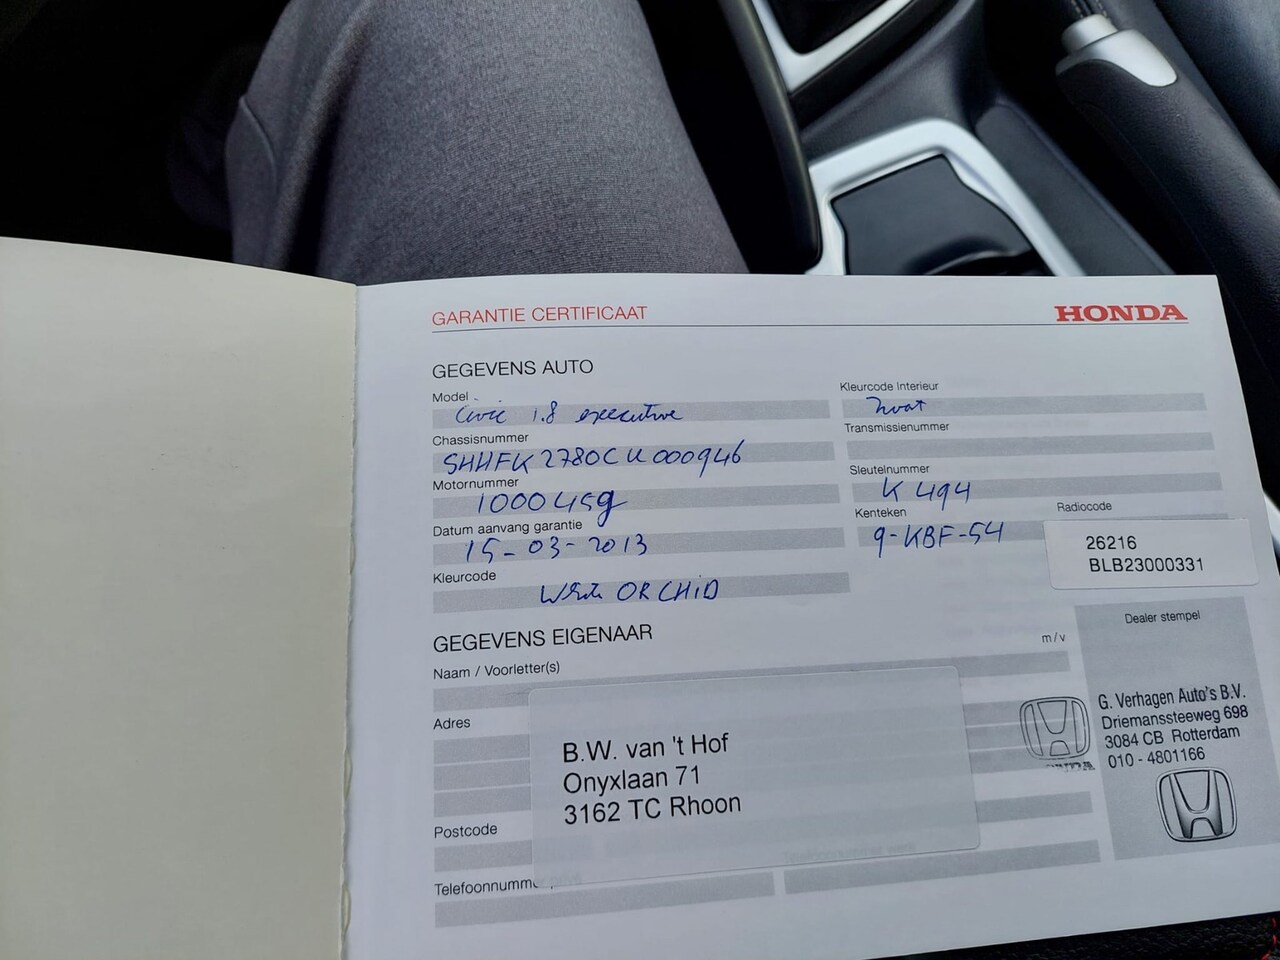 GARANTIE CERTIFICAAT
HONDA
GEGEVENS AUTO
Model
Civic 1.8 executive
Kleurcode Interieur
zwart
Chassisnummer
SHHFK2780CU000946
Transmissienummer
Motornummer
1000459
Sleutelnummer
K494
Datum aanvang garantie
15-03-2013
Kenteken
9-KBF-54
Radiocode
26216
BLB23000331
Kleurcode
White ORCHID
GEGEVENS EIGENAAR
m/v
Naam / Voorletter(s)
Adres
B.W. van 't Hof
Onyxlaan 71
3162 TC Rhoon
Postcode
Dealer stempel
G. Verhagen Auto's B.V.
Driemanssteeweg 698
3084 CB Rotterdam
010 - 4801166